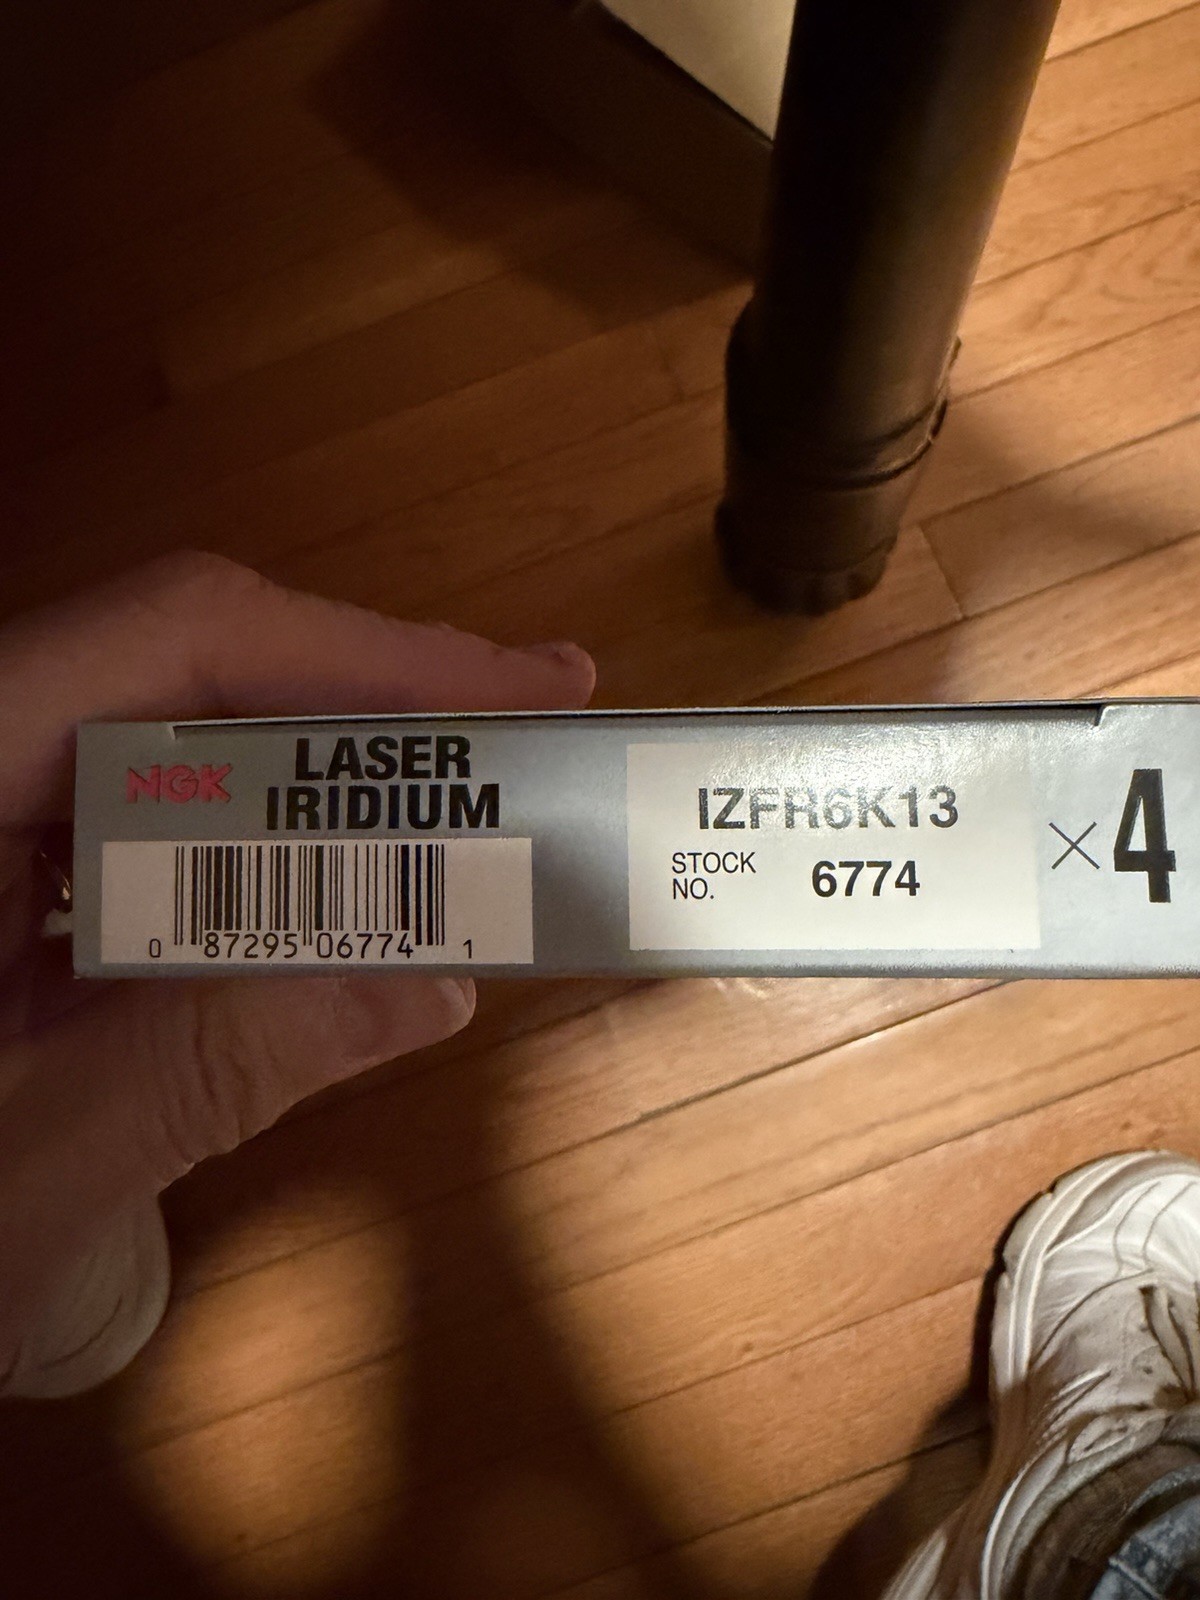 NGK
LASER
IRIDIUM
0 87295 06774 1
IZFR6K13
STOCK
NO.
6774
×4